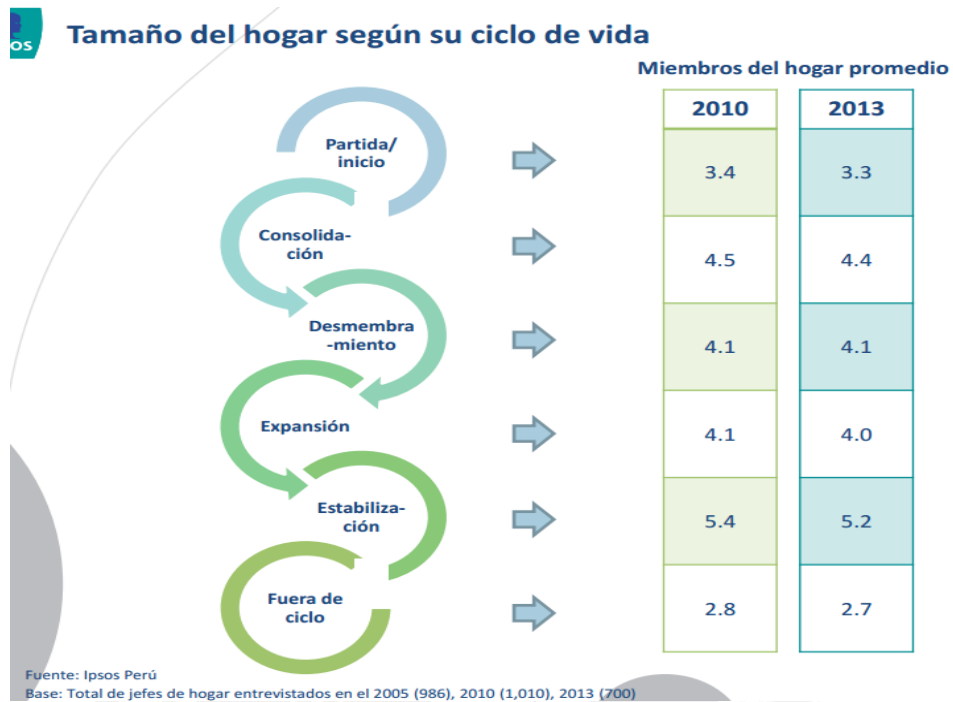 os
Tamaño del hogar según su ciclo de vida
Miembros del hogar promedio
2010 2013
Partida/
inicio
3.4 3.3
Consolida-
ción
4.5 4.4
Desmembra
-miento
4.1 4.1
Expansión
4.1 4.0
Estabiliza-
ción
5.4 5.2
Fuera de
ciclo
2.8 2.7
Fuente: Ipsos Perú
Base: Total de jefes de hogar entrevistados en el 2005 (986), 2010 (1,010), 2013 (700)